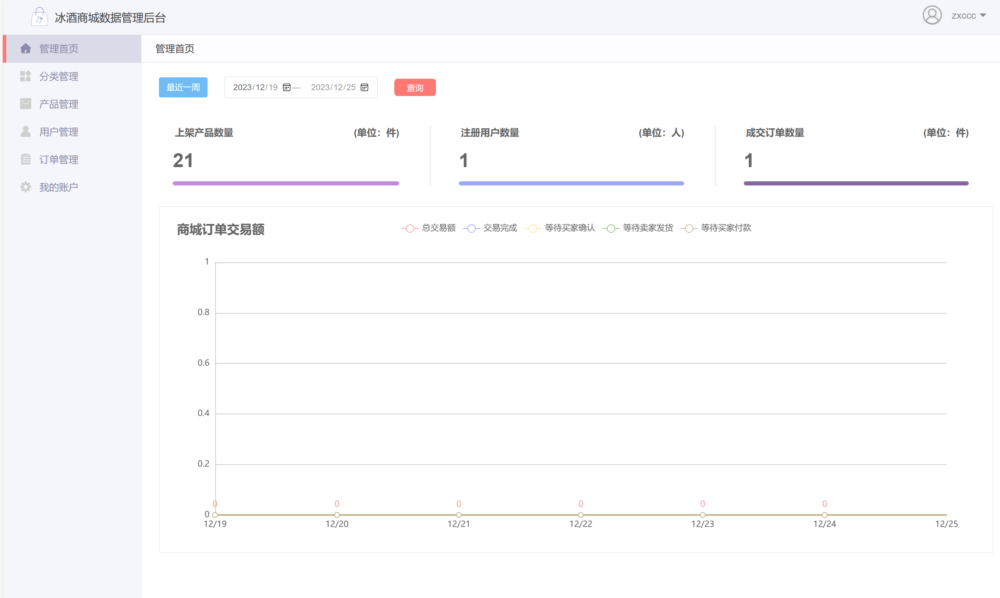 冰酒商城数据管理后台
zxccc
管理首页
分类管理
产品管理
用户管理
订单管理
我的账户
管理首页
最近一周 2023/12/19 — 2023/12/25 查询
上架产品数量 (单位：件) 注册用户数量 (单位：人) 成交订单数量 (单位：件)
21 1 1
商城订单交易额
总交易额 交易完成 等待买家确认 等待卖家发货 等待买家付款
1
0.8
0.6
0.4
0.2
0 0 0 0 0 0
0
12/19 12/20 12/21 12/22 12/23 12/24 12/25